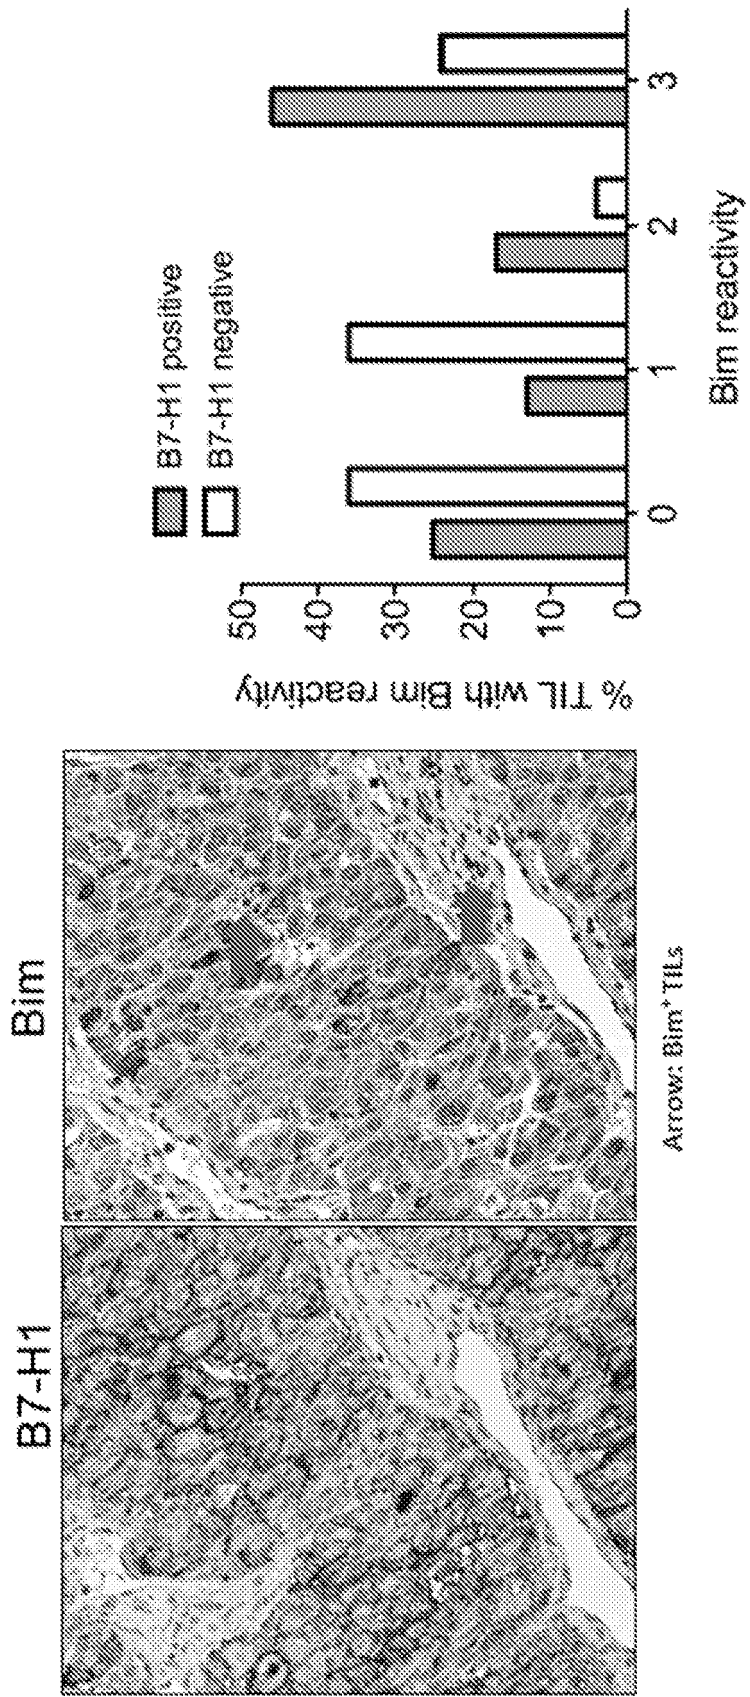 B7-H1
Bim
Arrow: Bim⁺ TILs
% TIL with Bim reactivity
50
40
30
20
10
0
B7-H1 positive
B7-H1 negative
0
1
2
3
Bim reactivity